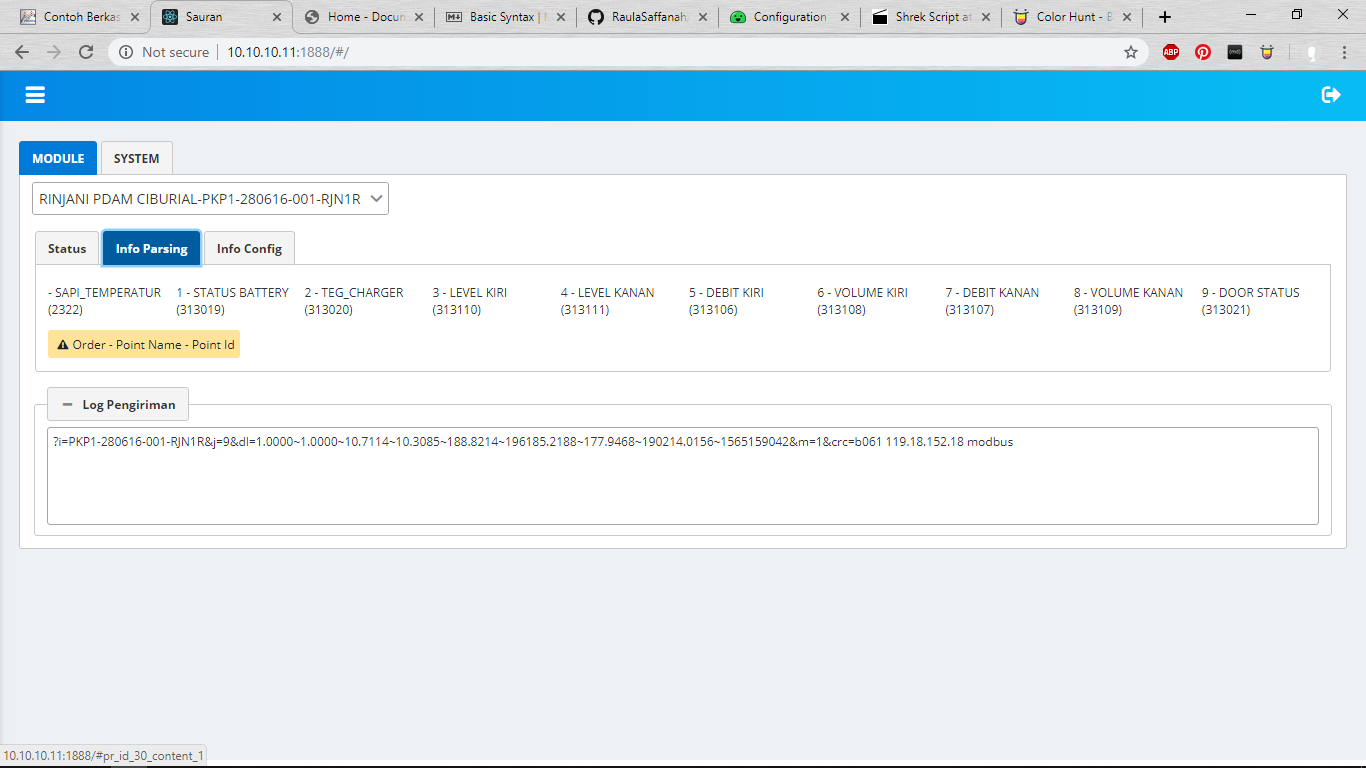 Contoh Berkas
Sauran
Home - Docun
Basic Syntax |
RaulaSaffanah
Configuration
Shrek Script at
Color Hunt - B
Not secure
10.10.10.11:1888/#/
ABP
MODULE
SYSTEM
RINJANI PDAM CIBURIAL-PKP1-280616-001-RJN1R
Status
Info Parsing
Info Config
- SAPI_TEMPERATUR
(2322)
1 - STATUS BATTERY
(313019)
2 - TEG_CHARGER
(313020)
3 - LEVEL KIRI
(313110)
4 - LEVEL KANAN
(313111)
5 - DEBIT KIRI
(313106)
6 - VOLUME KIRI
(313108)
7 - DEBIT KANAN
(313107)
8 - VOLUME KANAN
(313109)
9 - DOOR STATUS
(313021)
Order - Point Name - Point Id
Log Pengiriman
?i=PKP1-280616-001-RJN1R&j=9&dl=1.0000~1.0000~10.7114~10.3085~188.8214~196185.2188~177.9468~190214.0156~1565159042&m=1&crc=b061 119.18.152.18 modbus
10.10.10.11:1888/#pr_id_30_content_1